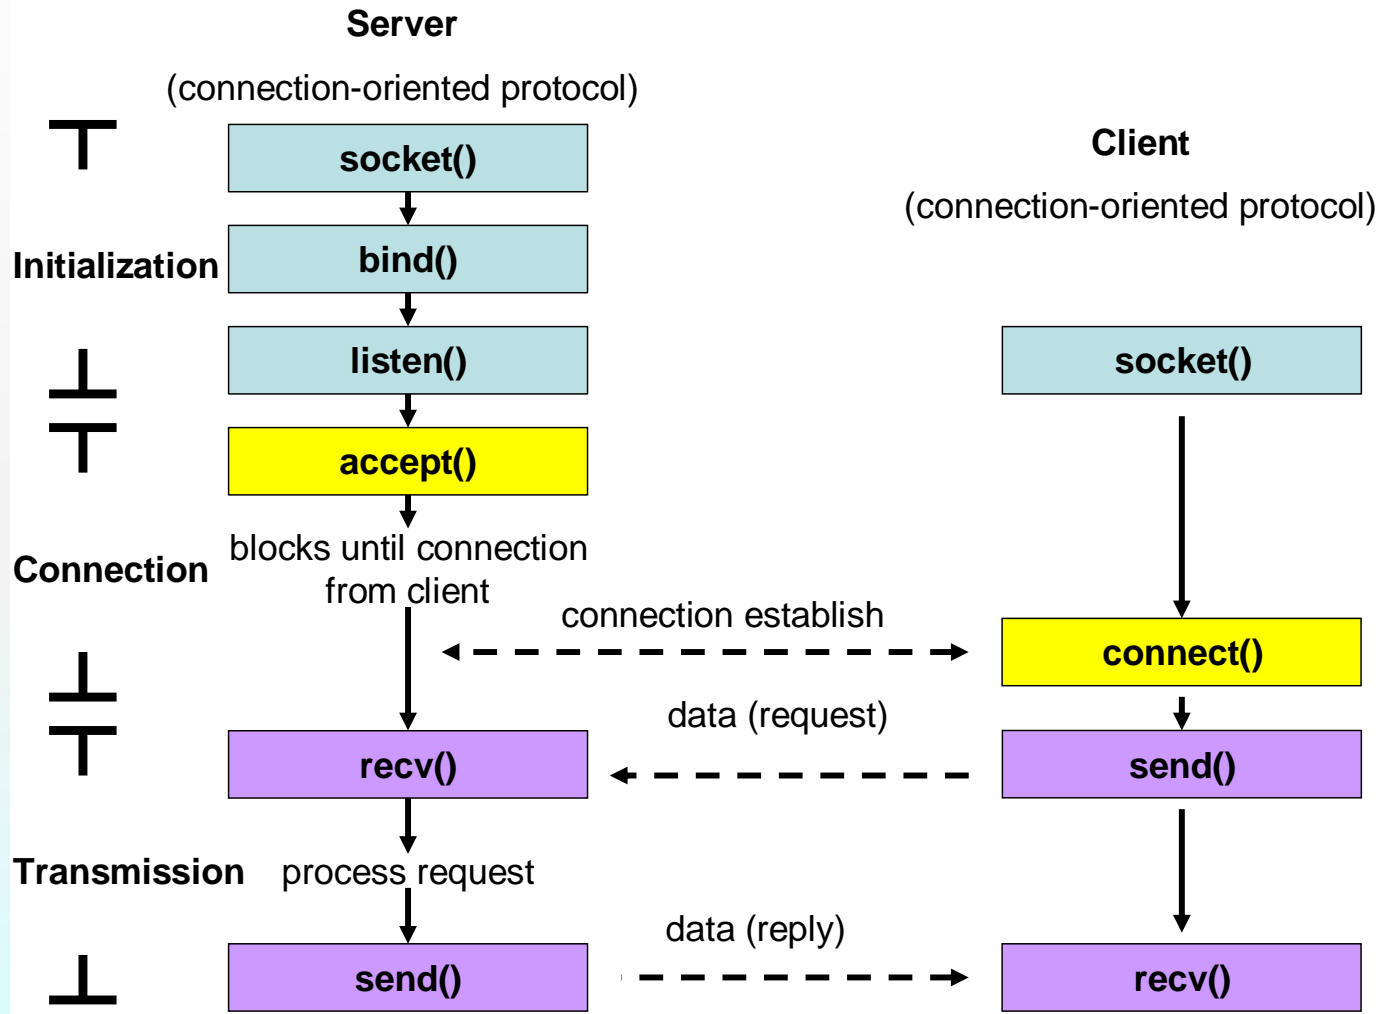 Server
(connection-oriented protocol)
socket()
Client
(connection-oriented protocol)
Initialization
bind()
listen()
socket()
accept()
blocks until connection
from client
Connection
connection establish
connect()
data (request)
recv()
send()
Transmission
process request
data (reply)
send()
recv()